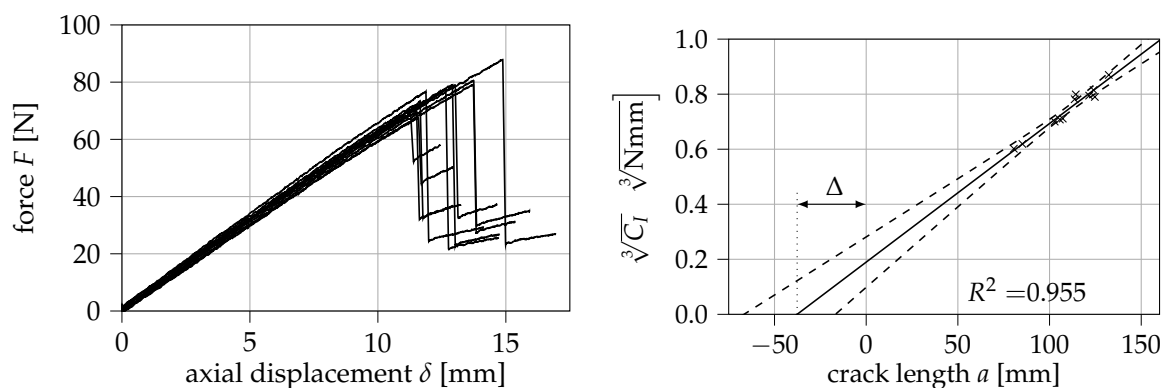 100
80
60
40
20
0
0 5 10 15
axial displacement δ [mm]
force F [N]
1.0
0.8
0.6
0.4
0.2
0.0
−50 0 50 100 150
crack length a [mm]
∛C_I ∛Nmm]
Δ
R² =0.955